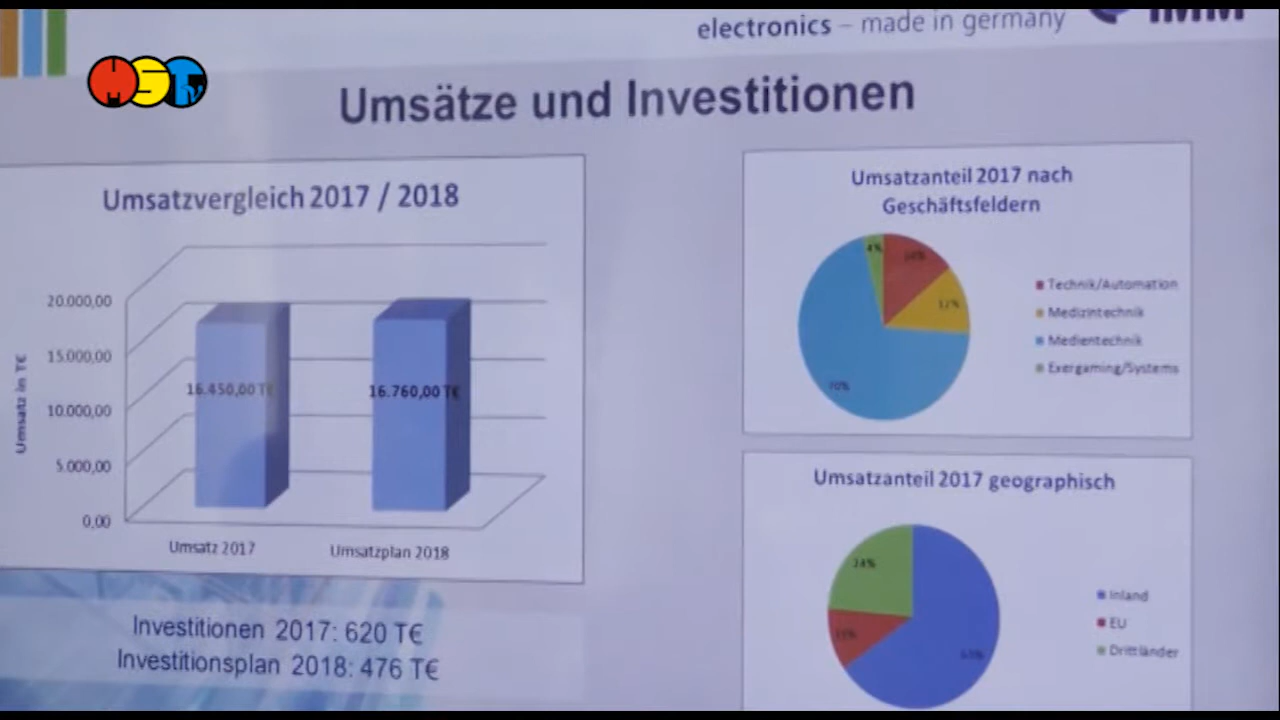 electronics – made in germany
IMM
HSTv
Umsätze und Investitionen
Umsatzvergleich 2017 / 2018
20.000,00
15.000,00
10.000,00
5.000,00
0,00
Umsatz in T€
16.450,00 T€
16.760,00 T€
Umsatz 2017
Umsatzplan 2018
Investitionen 2017: 620 T€
Investitionsplan 2018: 476 T€
Umsatzanteil 2017 nach
Geschäftsfeldern
4%
14%
12%
70%
Technik/Automation
Medizintechnik
Medientechnik
Exergaming/Systems
Umsatzanteil 2017 geographisch
24%
Inland
EU
Drittländer